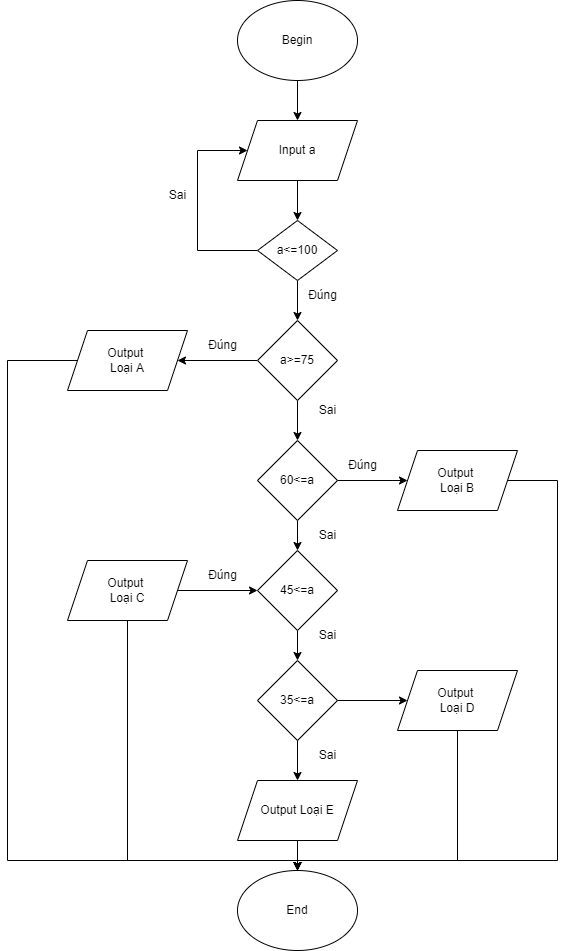 Begin
Input a
Sai
a<=100
Đúng
Output
Loại A
Đúng
a>=75
Sai
60<=a
Đúng
Output
Loại B
Sai
Output
Loại C
Đúng
45<=a
Sai
35<=a
Output
Loại D
Sai
Output Loại E
End